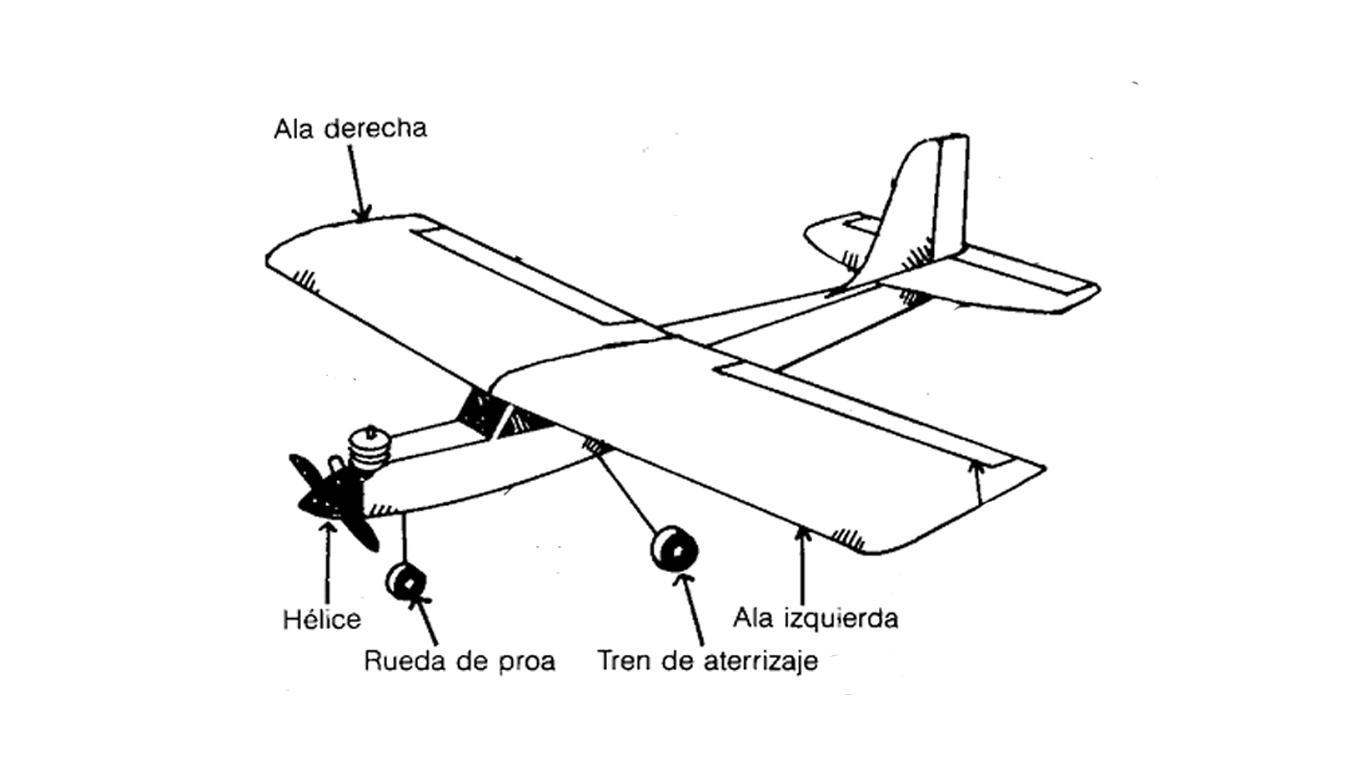 Ala derecha
Hélice
Ala izquierda
Rueda de proa
Tren de aterrizaje